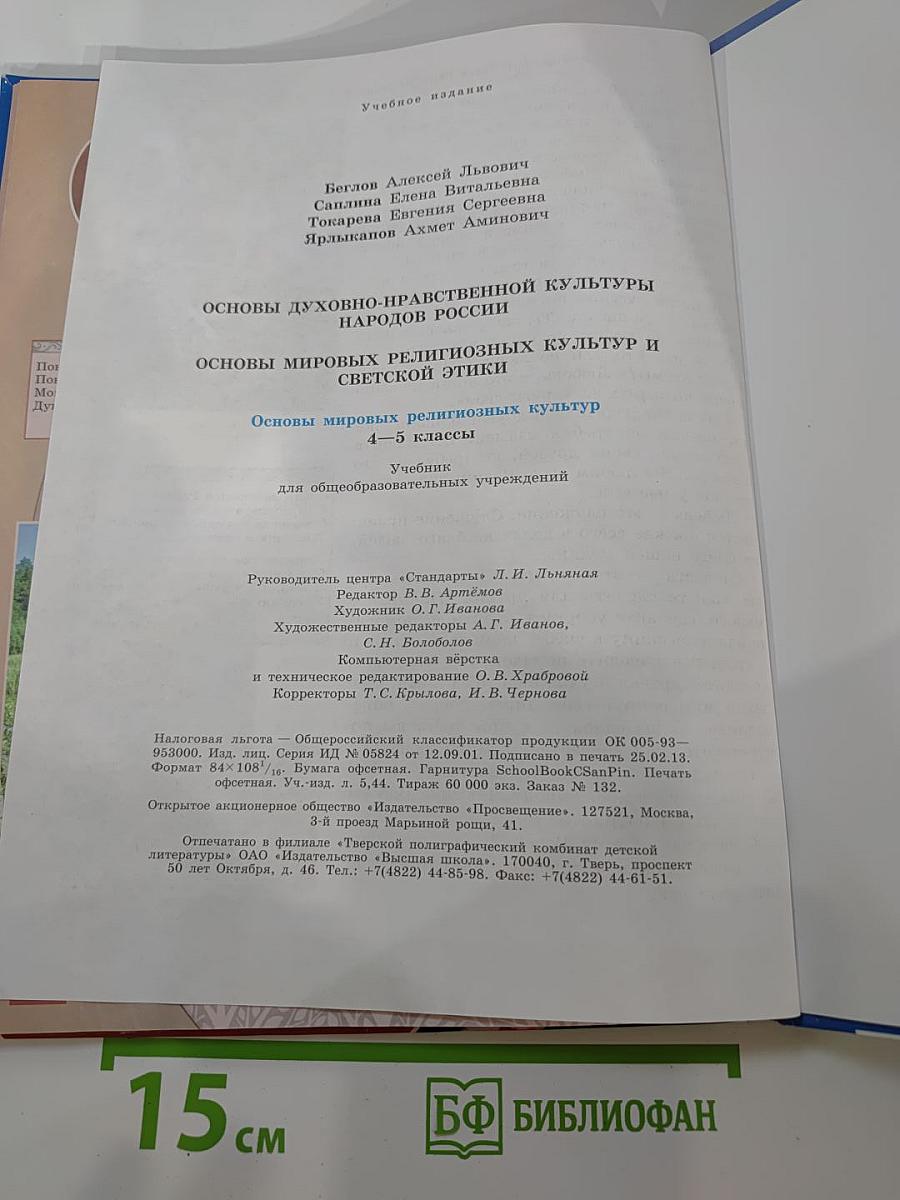 Учебное издание
Беглов Алексей Львович
Саплина Елена Витальевна
Токарева Евгения Сергеевна
Ярлыкапов Ахмет Аминович
ОСНОВЫ ДУХОВНО-НРАВСТВЕННОЙ КУЛЬТУРЫ
НАРОДОВ РОССИИ
ОСНОВЫ МИРОВЫХ РЕЛИГИОЗНЫХ КУЛЬТУР И
СВЕТСКОЙ ЭТИКИ
Основы мировых религиозных культур
4—5 классы
Учебник
для общеобразовательных учреждений
Руководитель центра «Стандарты» Л. И. Льняная
Редактор В. В. Артёмов
Художник О. Г. Иванова
Художественные редакторы А. Г. Иванов,
С. Н. Болоболов
Компьютерная вёрстка
и техническое редактирование О. В. Храбровой
Корректоры Т. С. Крылова, И. В. Чернова
Налоговая льгота — Общероссийский классификатор продукции ОК 005-93—
953000. Изд. лиц. Серия ИД № 05824 от 12.09.01. Подписано в печать 25.02.13.
Формат 84×108¹/₁₆. Бумага офсетная. Гарнитура SchoolBookCSanPin. Печать
офсетная. Уч.-изд. л. 5,44. Тираж 60 000 экз. Заказ № 132.
Открытое акционерное общество «Издательство «Просвещение». 127521, Москва,
3-й проезд Марьиной рощи, 41.
Отпечатано в филиале «Тверской полиграфический комбинат детской
литературы» ОАО «Издательство «Высшая школа». 170040, г. Тверь, проспект
50 лет Октября, д. 46. Тел.: +7(4822) 44-85-98. Факс: +7(4822) 44-61-51.
15 см
БФ БИБЛИОФАН